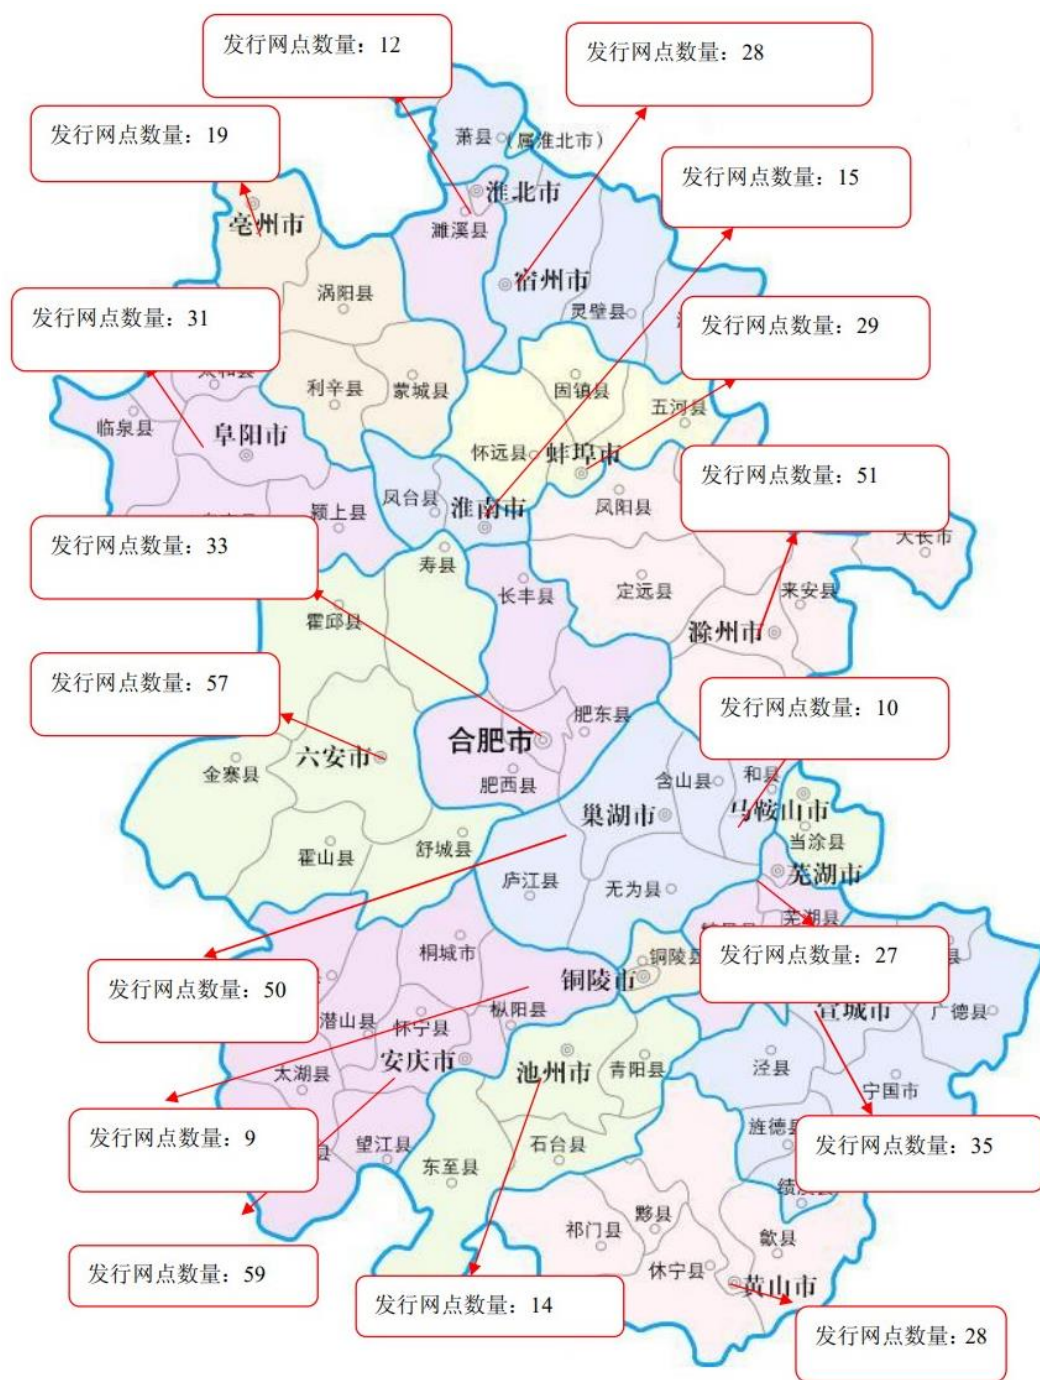 发行网点数量：12
发行网点数量：28
萧县
（属淮北市）
发行网点数量：19
发行网点数量：15
淮北市
濉溪县
亳州市
宿州市
涡阳县
灵璧县
发行网点数量：31
发行网点数量：29
太和县
利辛县
蒙城县
固镇县
五河县
临泉县
阜阳市
怀远县
蚌埠市
发行网点数量：51
凤台县
淮南市
凤阳县
颍上县
大长市
发行网点数量：33
寿县
长丰县
定远县
来安县
霍邱县
滁州市
发行网点数量：57
发行网点数量：10
肥东县
合肥市
六安市
金寨县
肥西县
含山县
和县
巢湖市
马鞍山市
当涂县
霍山县
舒城县
庐江县
无为县
芜湖市
芜湖县
桐城市
铜陵县
发行网点数量：27
发行网点数量：50
铜陵市
潜山县
怀宁县
枞阳县
宣城市
广德县
安庆市
池州市
青阳县
泾县
太湖县
宁国市
发行网点数量：9
望江县
旌德县
发行网点数量：35
东至县
石台县
绩溪县
祁门县
黟县
歙县
发行网点数量：59
休宁县
黄山市
发行网点数量：14
发行网点数量：28